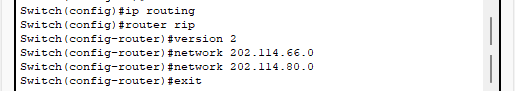 Switch(config)#ip routing
Switch(config)#router rip
Switch(config-router)#version 2
Switch(config-router)#network 202.114.66.0
Switch(config-router)#network 202.114.80.0
Switch(config-router)#exit